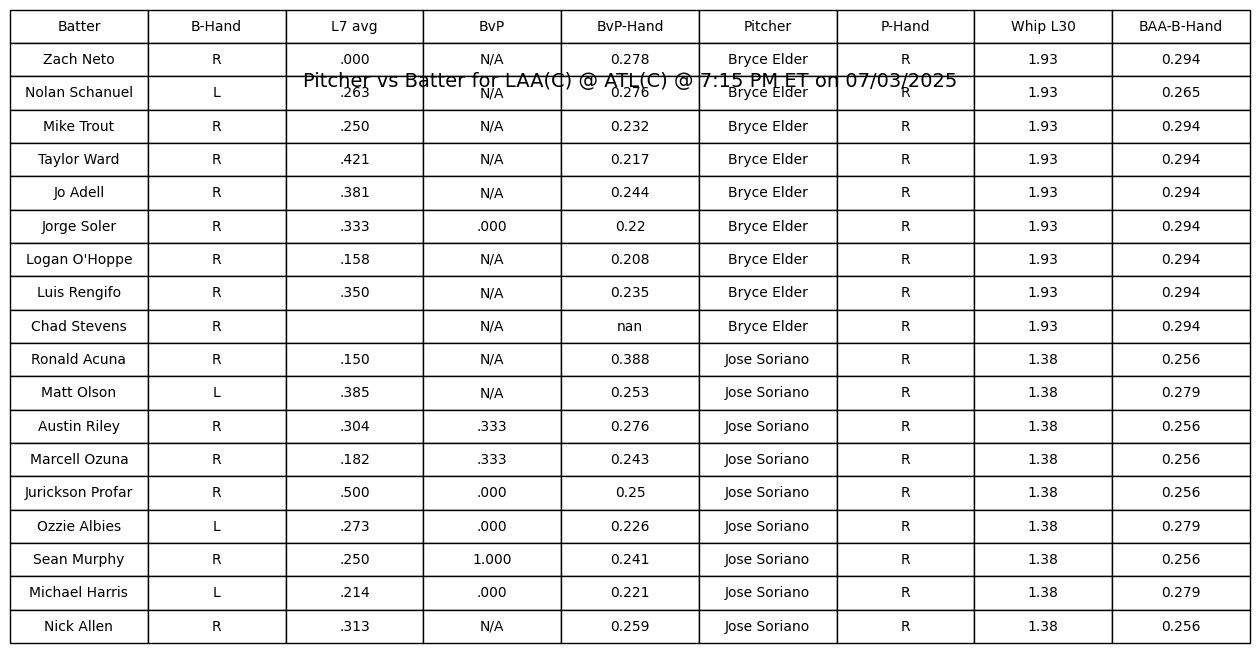 Batter B-Hand L7 avg BvP BvP-Hand Pitcher P-Hand Whip L30 BAA-B-Hand
Zach Neto R .000 N/A 0.278 Bryce Elder R 1.93 0.294
Pitcher vs Batter for LAA(C) @ ATL(C) @ 7:15 PM ET on 07/03/2025
Nolan Schanuel L .263 N/A 0.276 Bryce Elder R 1.93 0.265
Mike Trout R .250 N/A 0.232 Bryce Elder R 1.93 0.294
Taylor Ward R .421 N/A 0.217 Bryce Elder R 1.93 0.294
Jo Adell R .381 N/A 0.244 Bryce Elder R 1.93 0.294
Jorge Soler R .333 .000 0.22 Bryce Elder R 1.93 0.294
Logan O'Hoppe R .158 N/A 0.208 Bryce Elder R 1.93 0.294
Luis Rengifo R .350 N/A 0.235 Bryce Elder R 1.93 0.294
Chad Stevens R N/A nan Bryce Elder R 1.93 0.294
Ronald Acuna R .150 N/A 0.388 Jose Soriano R 1.38 0.256
Matt Olson L .385 N/A 0.253 Jose Soriano R 1.38 0.279
Austin Riley R .304 .333 0.276 Jose Soriano R 1.38 0.256
Marcell Ozuna R .182 .333 0.243 Jose Soriano R 1.38 0.256
Jurickson Profar R .500 .000 0.25 Jose Soriano R 1.38 0.256
Ozzie Albies L .273 .000 0.226 Jose Soriano R 1.38 0.279
Sean Murphy R .250 1.000 0.241 Jose Soriano R 1.38 0.256
Michael Harris L .214 .000 0.221 Jose Soriano R 1.38 0.279
Nick Allen R .313 N/A 0.259 Jose Soriano R 1.38 0.256